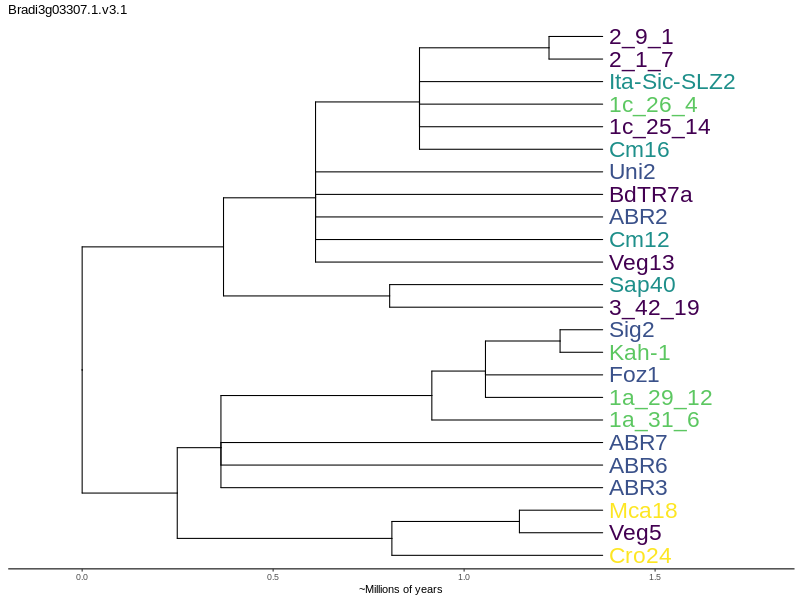 Bradi3g03307.1.v3.1
2_9_1
2_1_7
Ita-Sic-SLZ2
1c_26_4
1c_25_14
Cm16
Uni2
BdTR7a
ABR2
Cm12
Veg13
Sap40
3_42_19
Sig2
Kah-1
Foz1
1a_29_12
1a_31_6
ABR7
ABR6
ABR3
Mca18
Veg5
Cro24
0.0 0.5 1.0 1.5
~Millions of years